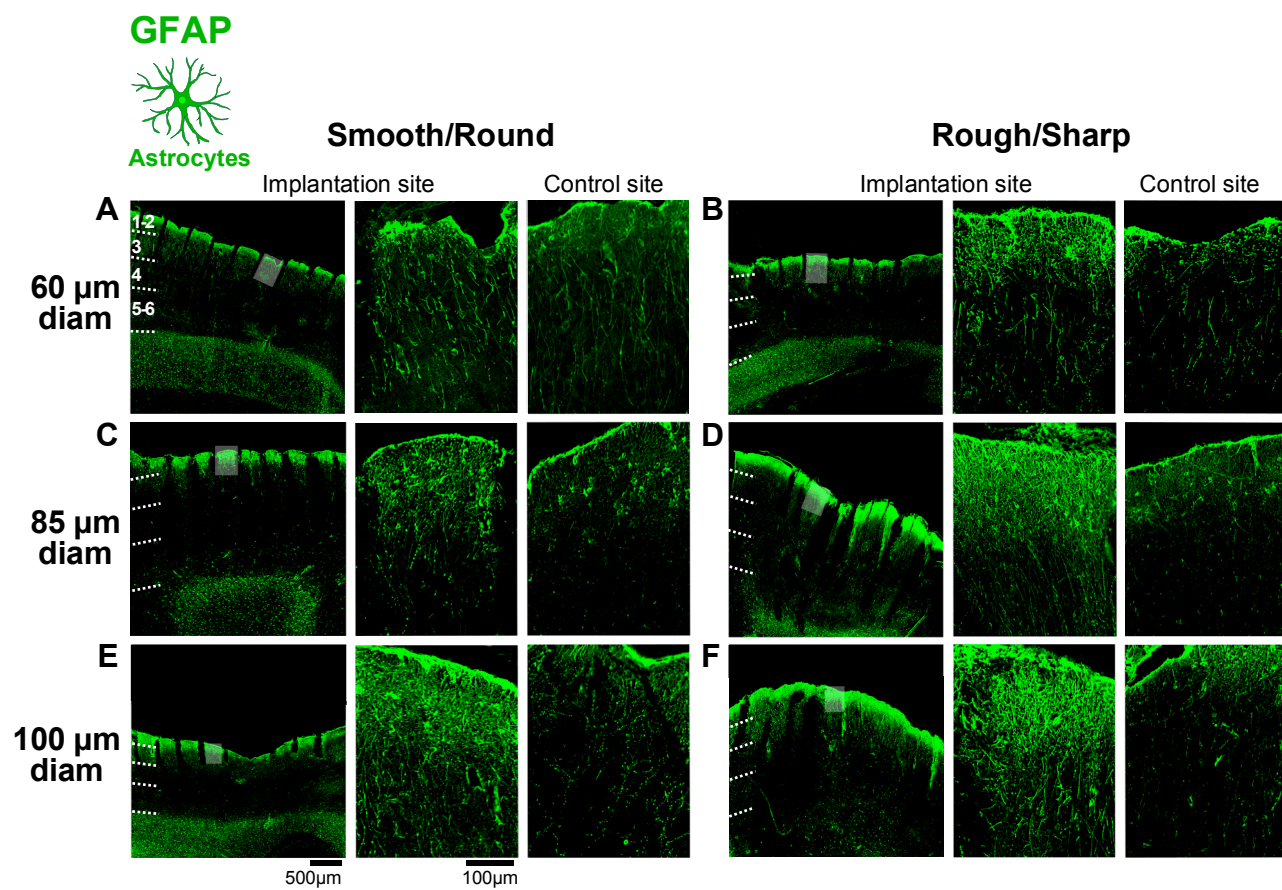 GFAP
Astrocytes
Smooth/Round
Rough/Sharp
Implantation site
Control site
Implantation site
Control site
A
B
1-2
3
4
5-6
60 µm
diam
C
D
85 µm
diam
E
F
100 µm
diam
500µm
100µm